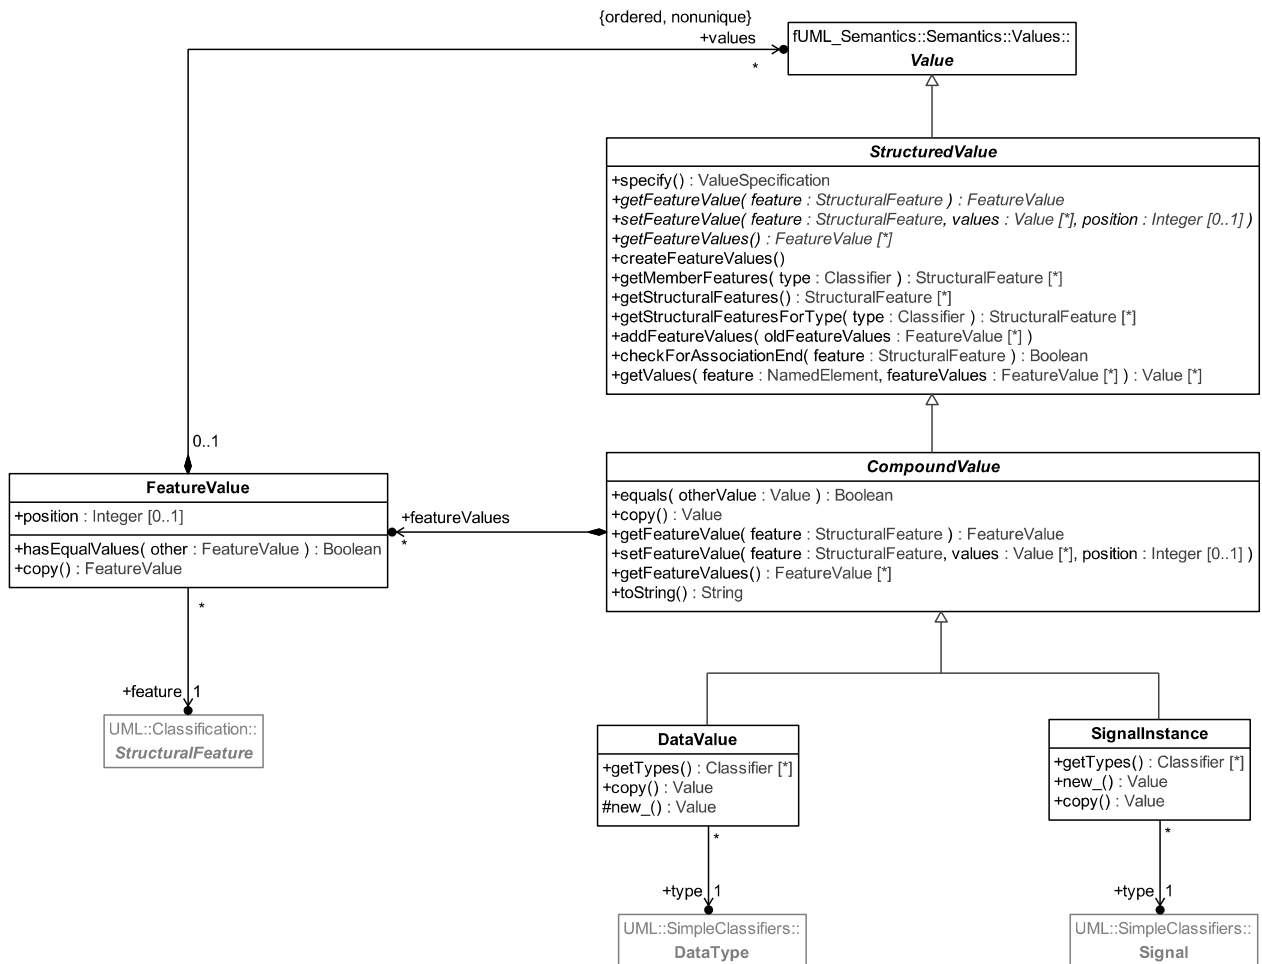 {ordered, nonunique}
+values
*
fUML_Semantics::Semantics::Values::
Value
StructuredValue
+specify() : ValueSpecification
+getFeatureValue( feature : StructuralFeature ) : FeatureValue
+setFeatureValue( feature : StructuralFeature, values : Value [*], position : Integer [0..1] )
+getFeatureValues() : FeatureValue [*]
+createFeatureValues()
+getMemberFeatures( type : Classifier ) : StructuralFeature [*]
+getStructuralFeatures() : StructuralFeature [*]
+getStructuralFeaturesForType( type : Classifier ) : StructuralFeature [*]
+addFeatureValues( oldFeatureValues : FeatureValue [*] )
+checkForAssociationEnd( feature : StructuralFeature ) : Boolean
+getValues( feature : NamedElement, featureValues : FeatureValue [*] ) : Value [*]
0..1
FeatureValue
+position : Integer [0..1]
+hasEqualValues( other : FeatureValue ) : Boolean
+copy() : FeatureValue
+featureValues
*
CompoundValue
+equals( otherValue : Value ) : Boolean
+copy() : Value
+getFeatureValue( feature : StructuralFeature ) : FeatureValue
+setFeatureValue( feature : StructuralFeature, values : Value [*], position : Integer [0..1] )
+getFeatureValues() : FeatureValue [*]
+toString() : String
*
+feature 1
UML::Classification::
StructuralFeature
DataValue
+getTypes() : Classifier [*]
+copy() : Value
#new_() : Value
*
+type 1
UML::SimpleClassifiers::
DataType
SignalInstance
+getTypes() : Classifier [*]
+new_() : Value
+copy() : Value
*
+type 1
UML::SimpleClassifiers::
Signal